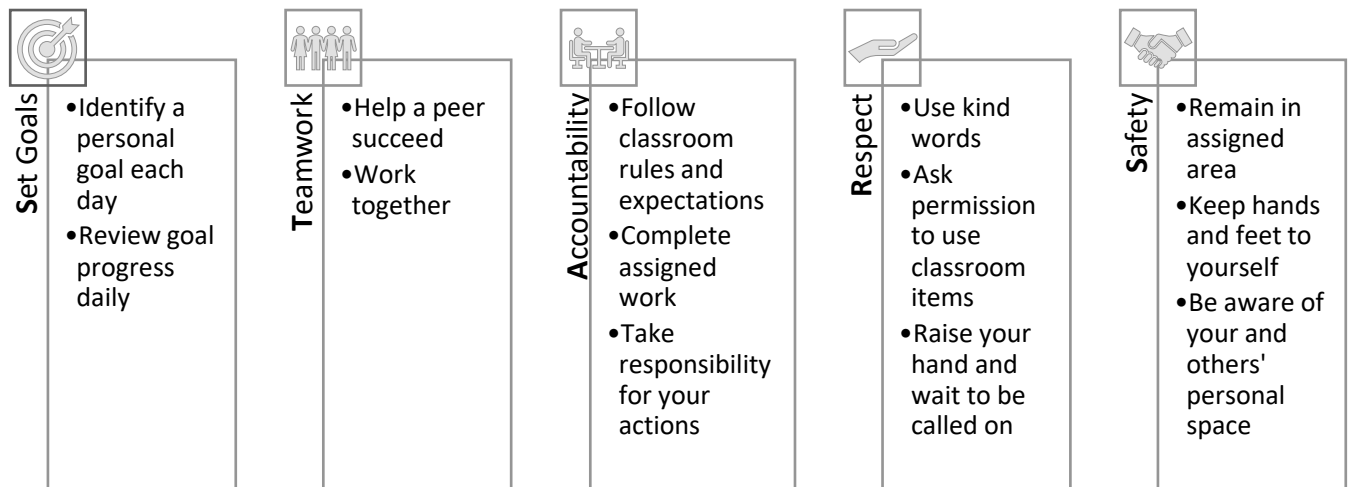 Set Goals
•Identify a
personal
goal each
day
•Review goal
progress
daily
Teamwork
•Help a peer
succeed
•Work
together
Accountability
•Follow
classroom
rules and
expectations
•Complete
assigned
work
•Take
responsibility
for your
actions
Respect
•Use kind
words
•Ask
permission
to use
classroom
items
•Raise your
hand and
wait to be
called on
Safety
•Remain in
assigned
area
•Keep hands
and feet to
yourself
•Be aware of
your and
others'
personal
space